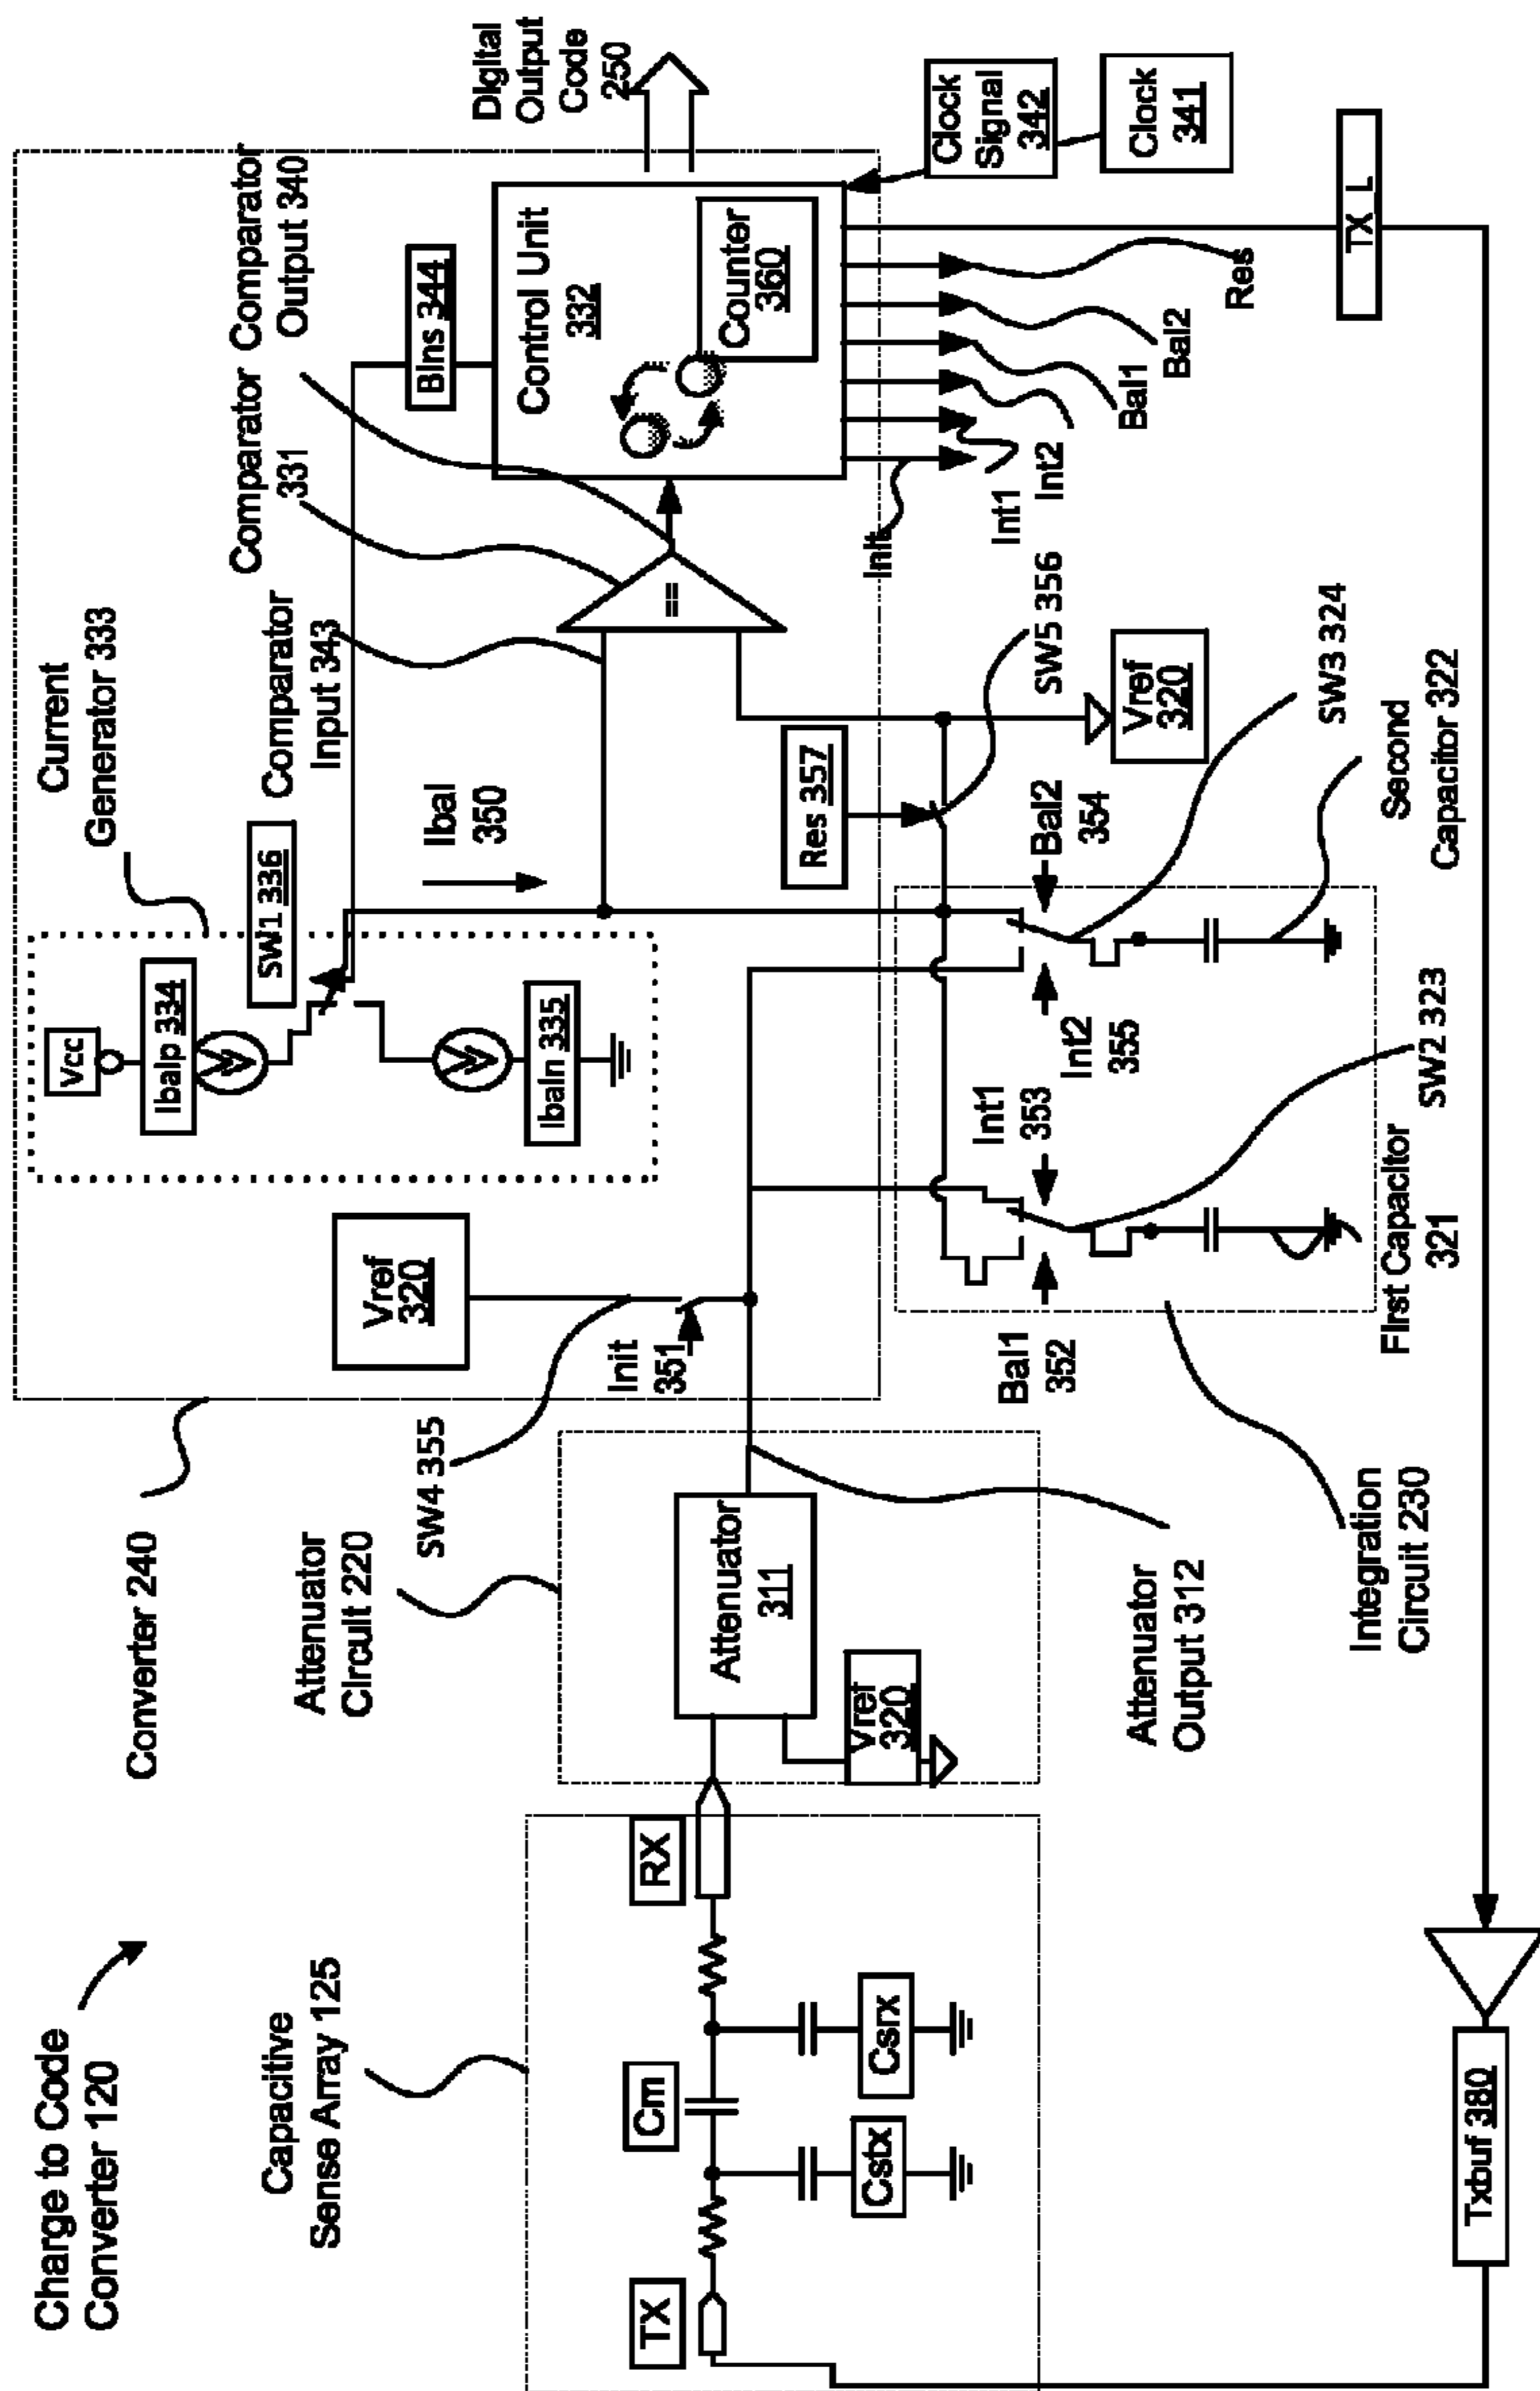 Charge to Code
Converter 120
Capacitive
Sense Array 125
TX
Cm
RX
Cstx
Csrx
Txbuf 380
Converter 240
Attenuator
Circuit 220
SW4 355
Attenuator
311
Vref
320
Attenuator
Output 312
Integration
Circuit 230
Vref
320
Init
351
Current
Generator 333
Vcc
Ibalp 334
SW1 336
Ibaln 335
Ibal
350
Comparator
Input 343
Comparator
331
Comparator
Output 340
==
BIns 344
Control Unit
332
Counter
360
Digital
Output
Code
250
Clock
Signal
342
Clock
341
TX_L
Init
Int1
Int2
Bal1
Bal2
Res
Res 357
SW5 356
Vref
320
SW3 324
Second
Capacitor 322
Bal2
354
Int2
355
Int1
353
Bal1
352
SW2 323
First Capacitor
321